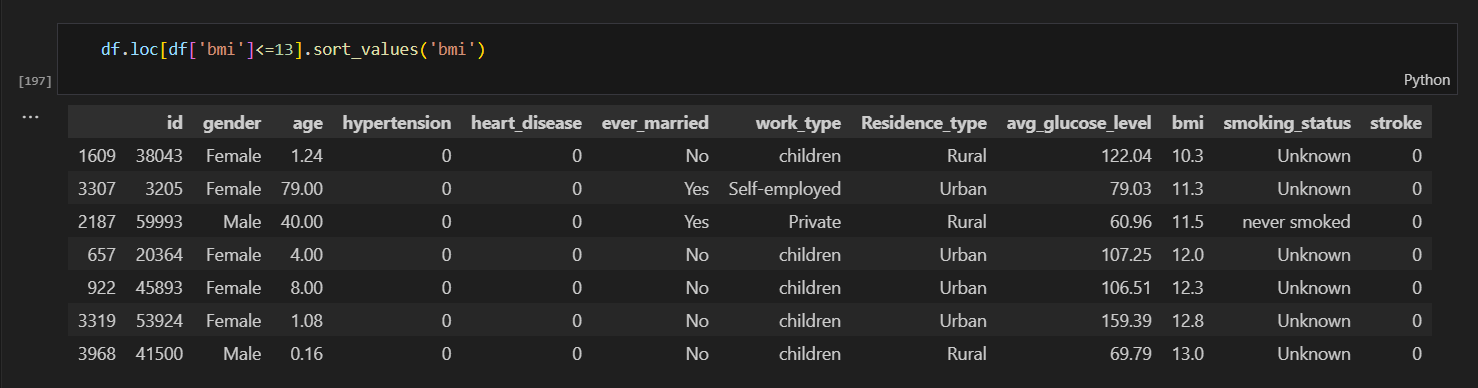 df.loc[df['bmi']<=13].sort_values('bmi')
[197]
Python
...
id gender age hypertension heart_disease ever_married work_type Residence_type avg_glucose_level bmi smoking_status stroke
1609 38043 Female 1.24 0 0 No children Rural 122.04 10.3 Unknown 0
3307 3205 Female 79.00 0 0 Yes Self-employed Urban 79.03 11.3 Unknown 0
2187 59993 Male 40.00 0 0 Yes Private Rural 60.96 11.5 never smoked 0
657 20364 Female 4.00 0 0 No children Urban 107.25 12.0 Unknown 0
922 45893 Female 8.00 0 0 No children Urban 106.51 12.3 Unknown 0
3319 53924 Female 1.08 0 0 No children Urban 159.39 12.8 Unknown 0
3968 41500 Male 0.16 0 0 No children Rural 69.79 13.0 Unknown 0